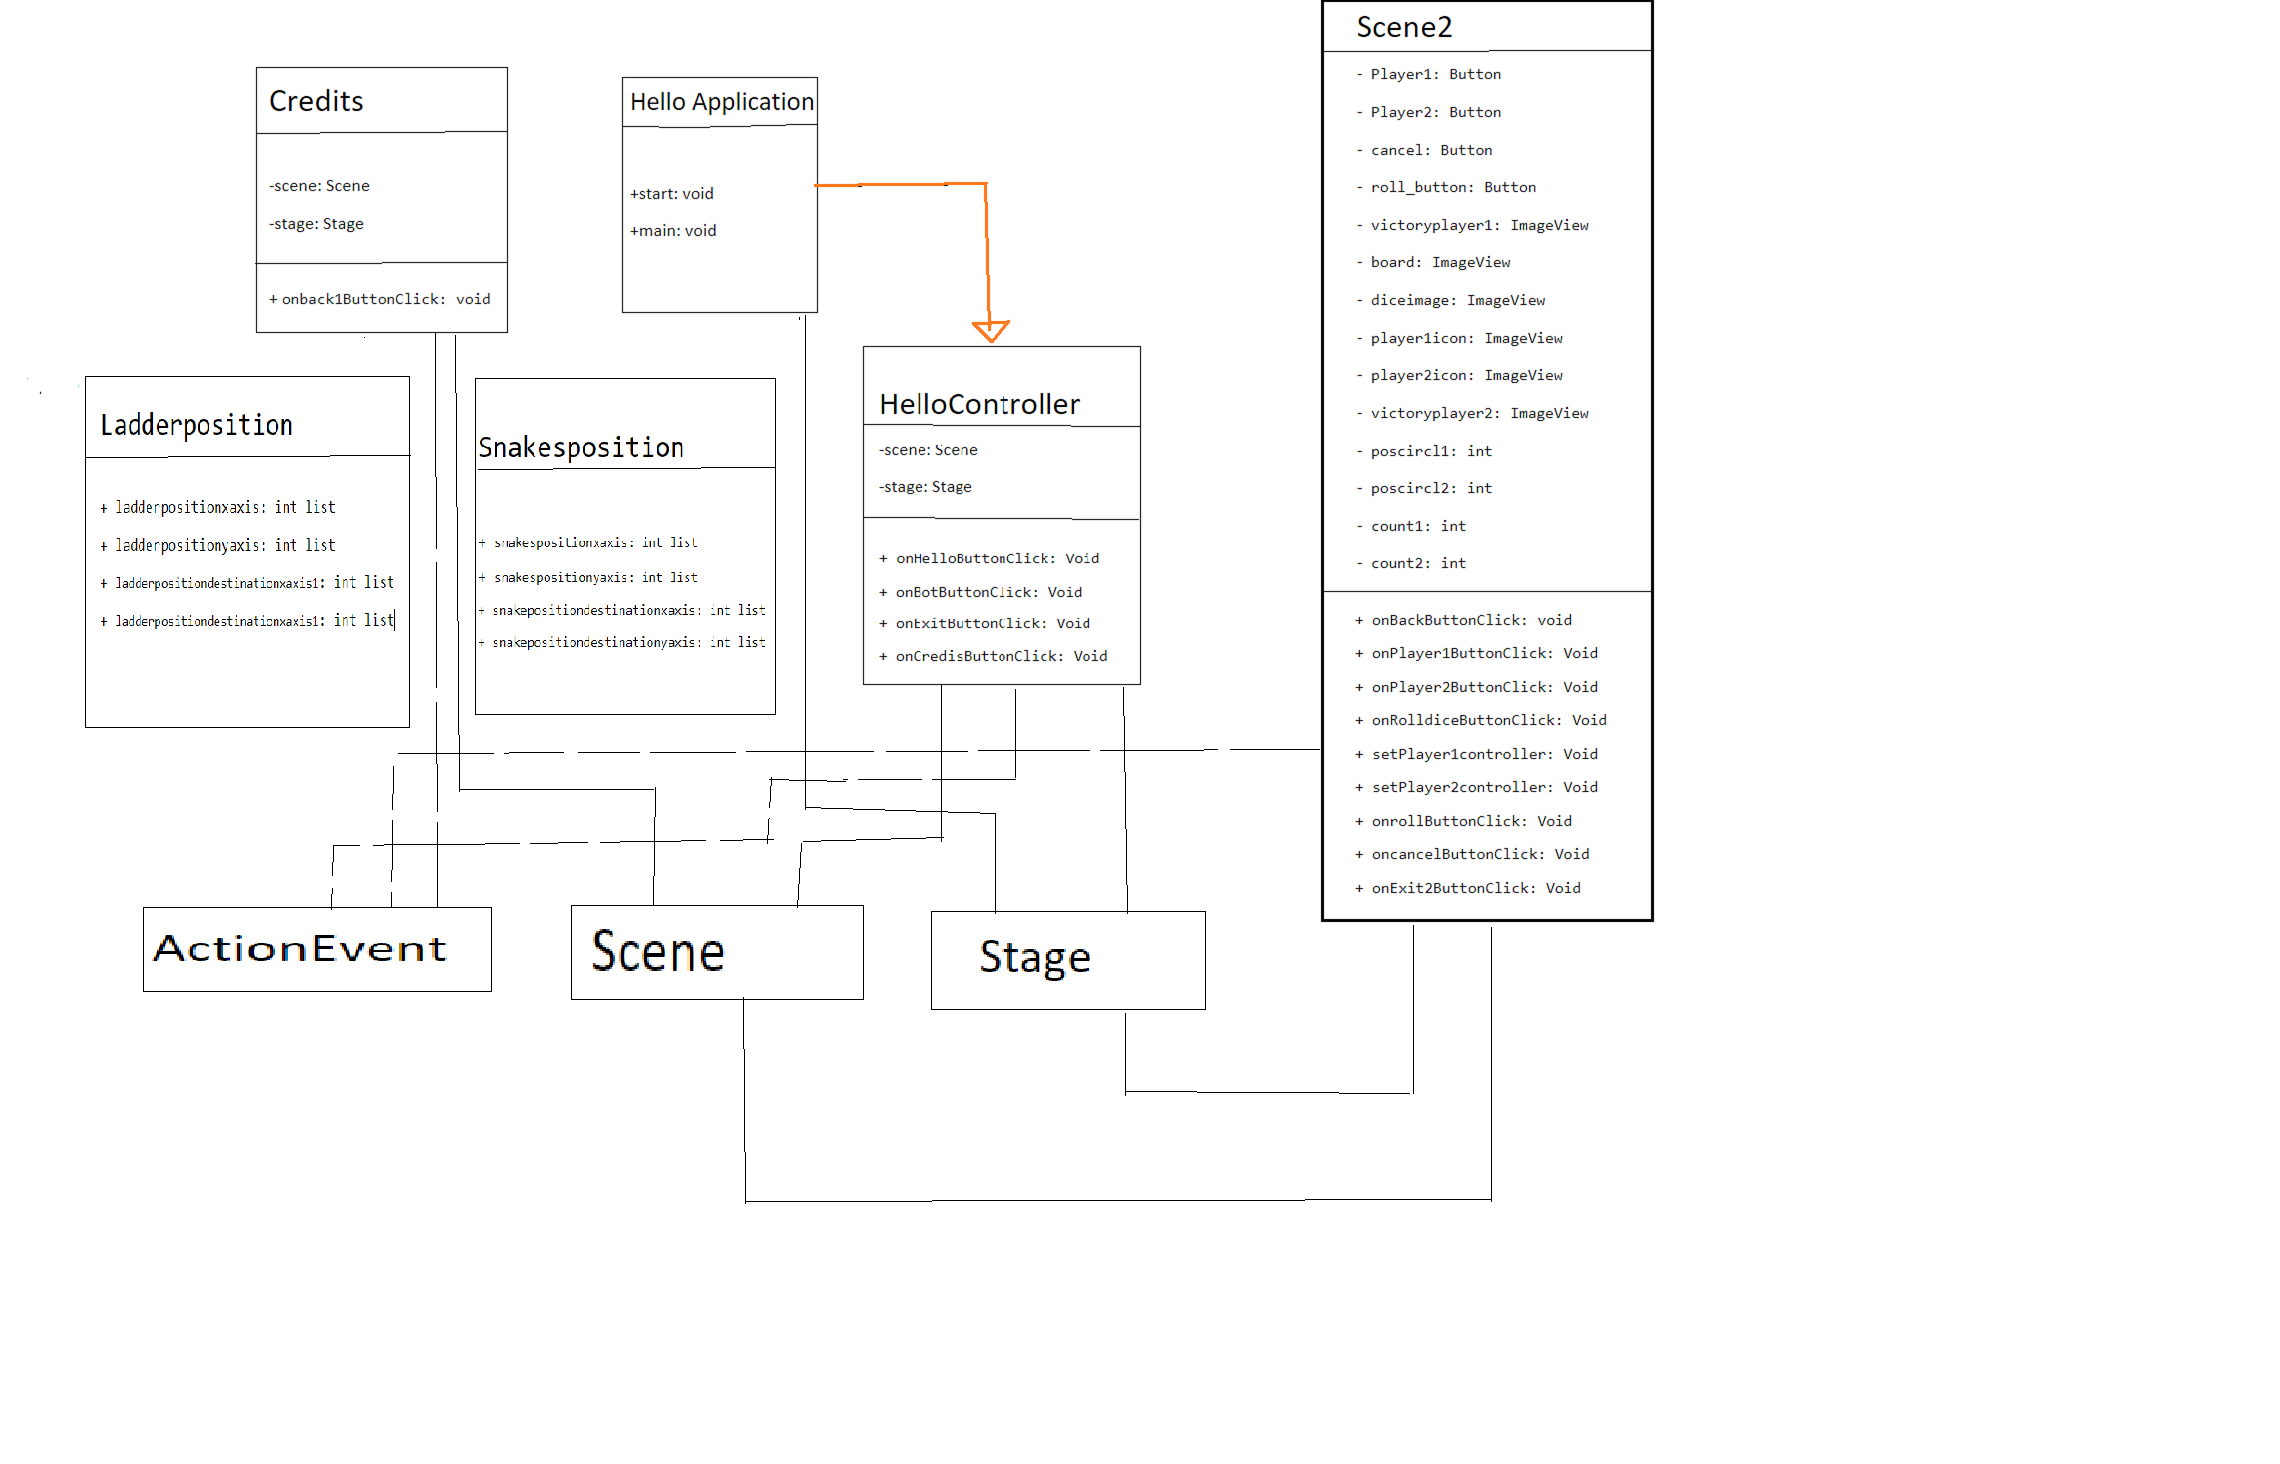 Credits
-scene: Scene
-stage: Stage
+ onback1ButtonClick: void
Hello Application
+start: void
+main: void
Ladderposition
+ ladderpositionxaxis: int list
+ ladderpositionyaxis: int list
+ ladderpositiondestinationxaxis1: int list
+ ladderpositiondestinationxaxis1: int list
Snakesposition
+ snakespositionxaxis: int list
+ snakespositionyaxis: int list
+ snakepositiondestinationxaxis: int list
+ snakepositiondestinationyaxis: int list
HelloController
-scene: Scene
-stage: Stage
+ onHelloButtonClick: Void
+ onBotButtonClick: Void
+ onExitButtonClick: Void
+ onCredisButtonClick: Void
Scene2
- Player1: Button
- Player2: Button
- cancel: Button
- roll_button: Button
- victoryplayer1: ImageView
- board: ImageView
- diceimage: ImageView
- player1icon: ImageView
- player2icon: ImageView
- victoryplayer2: ImageView
- poscircl1: int
- poscircl2: int
- count1: int
- count2: int
+ onBackButtonClick: void
+ onPlayer1ButtonClick: Void
+ onPlayer2ButtonClick: Void
+ onRolldiceButtonClick: Void
+ setPlayer1controller: Void
+ setPlayer2controller: Void
+ onrollButtonClick: Void
+ oncancelButtonClick: Void
+ onExit2ButtonClick: Void
ActionEvent
Scene
Stage